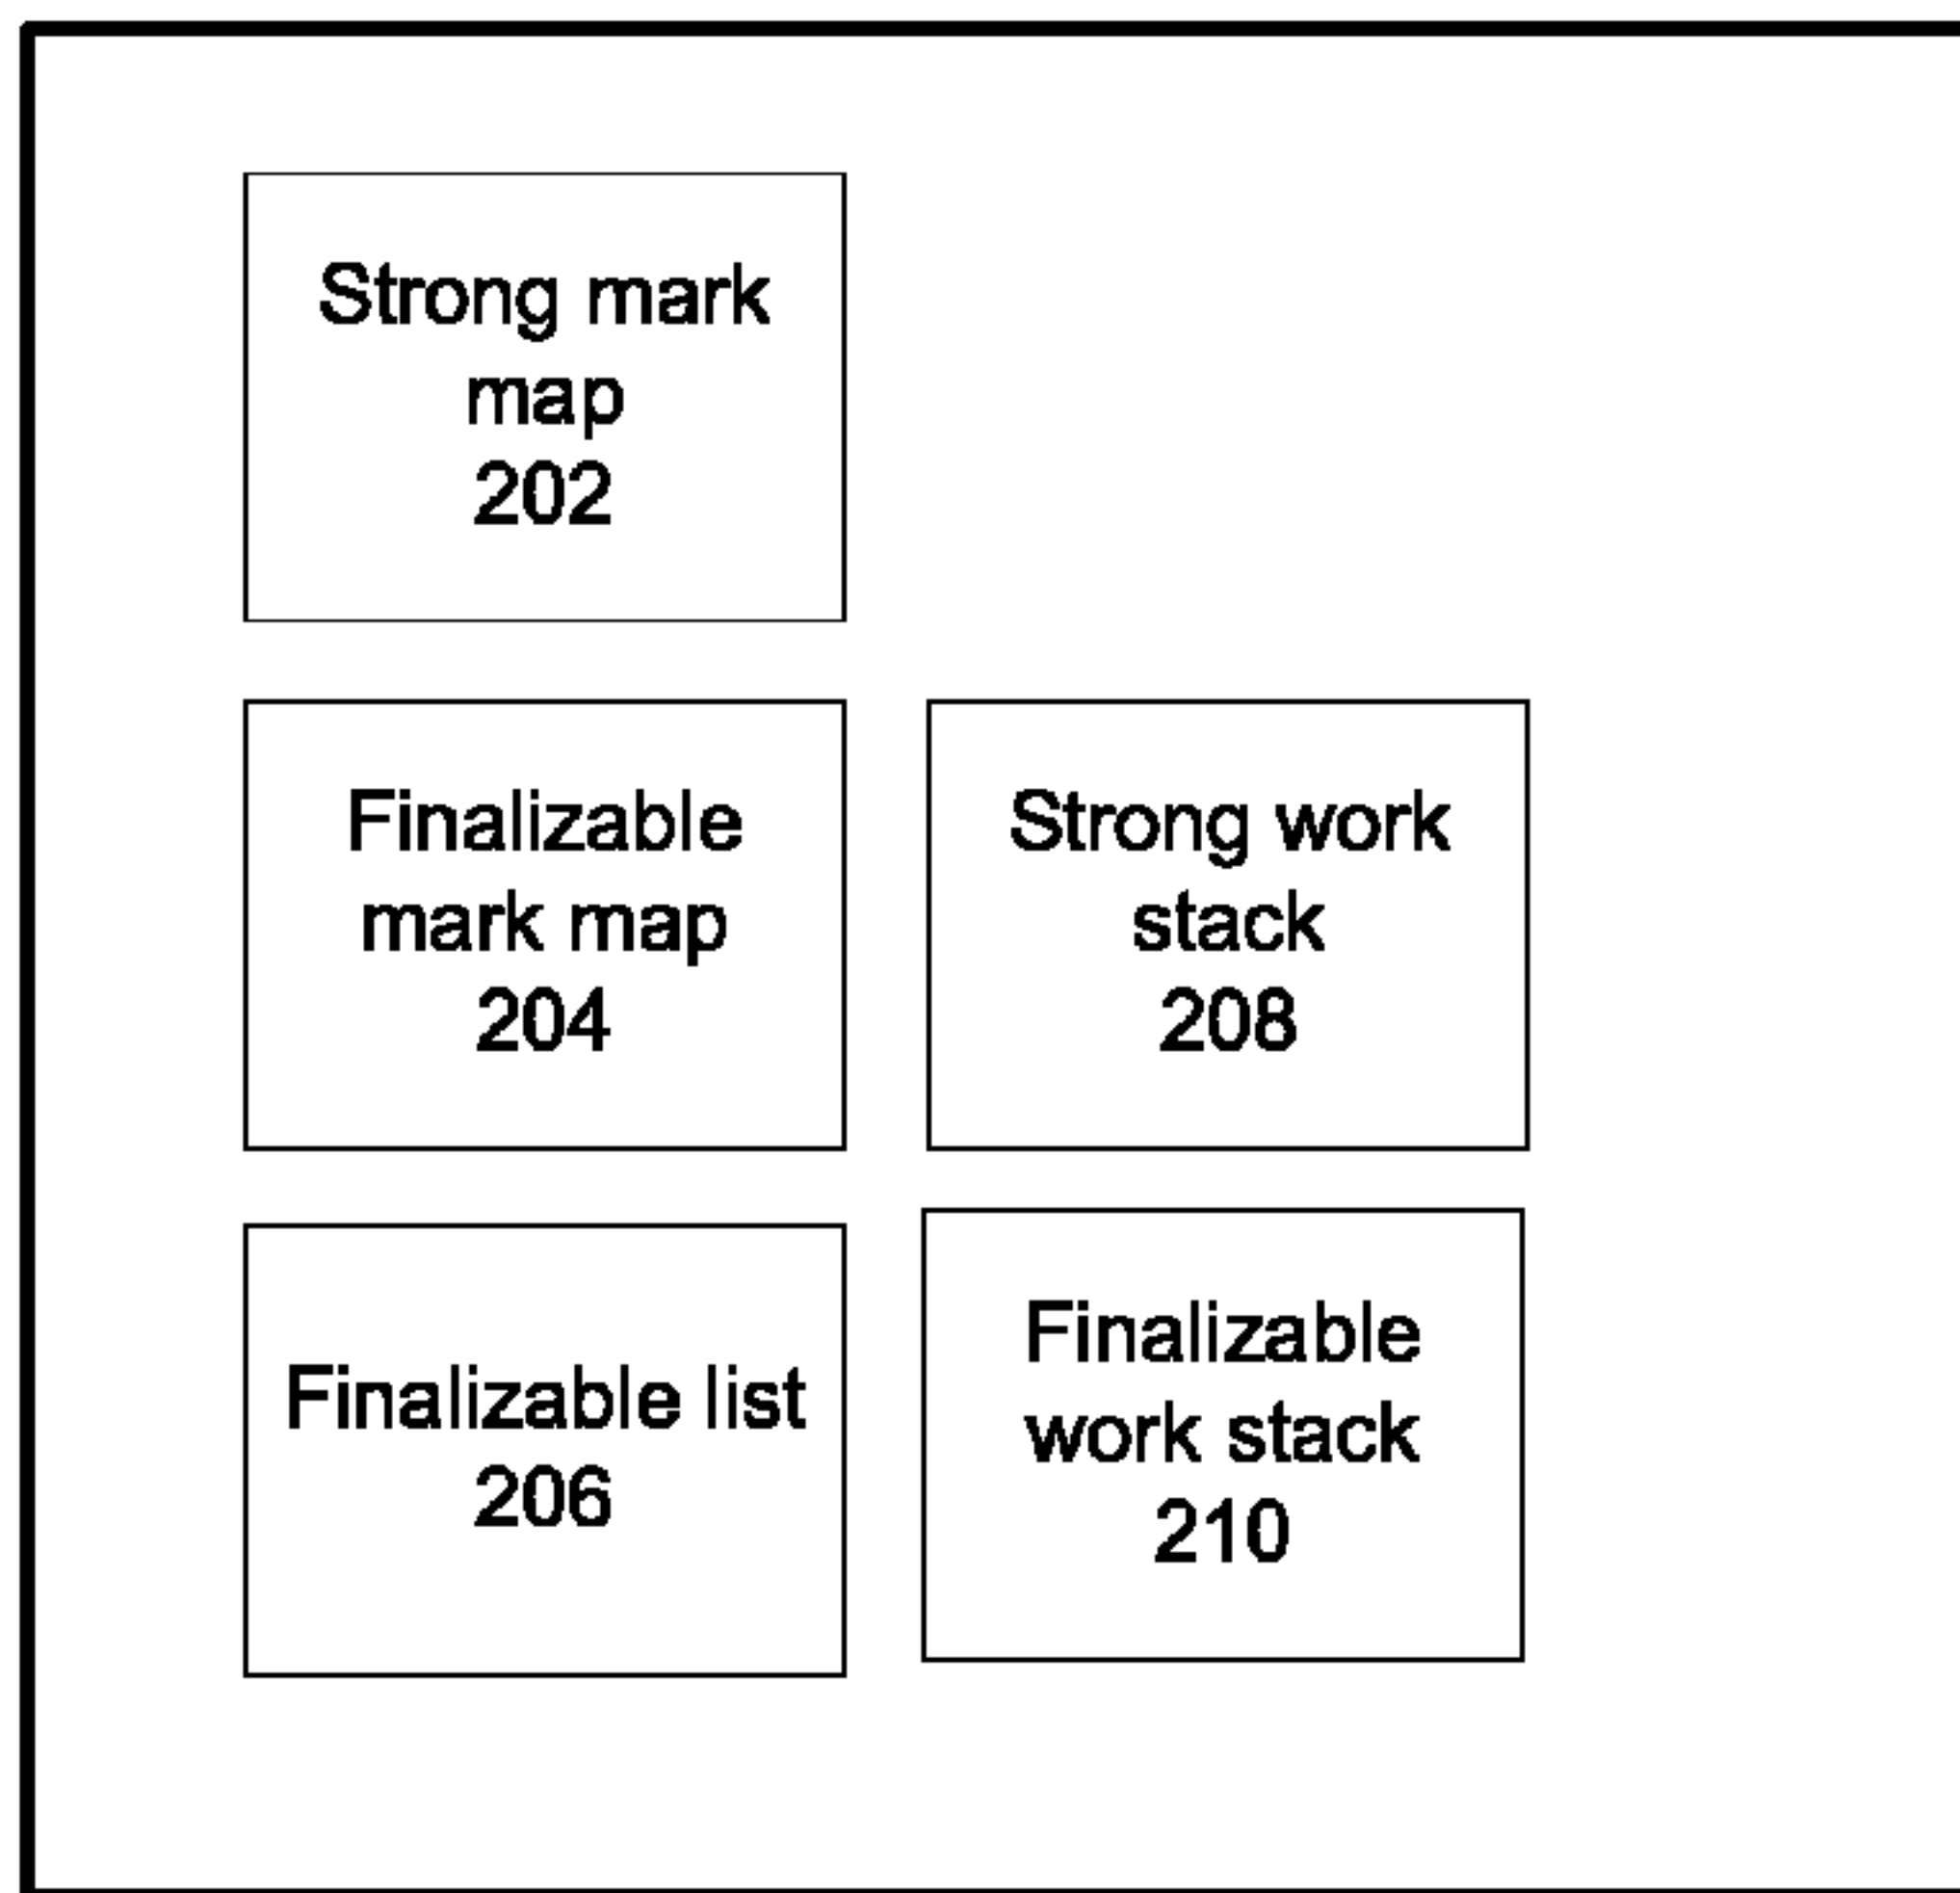 Strong mark
map
202
Finalizable
mark map
204
Strong work
stack
208
Finalizable list
206
Finalizable
work stack
210